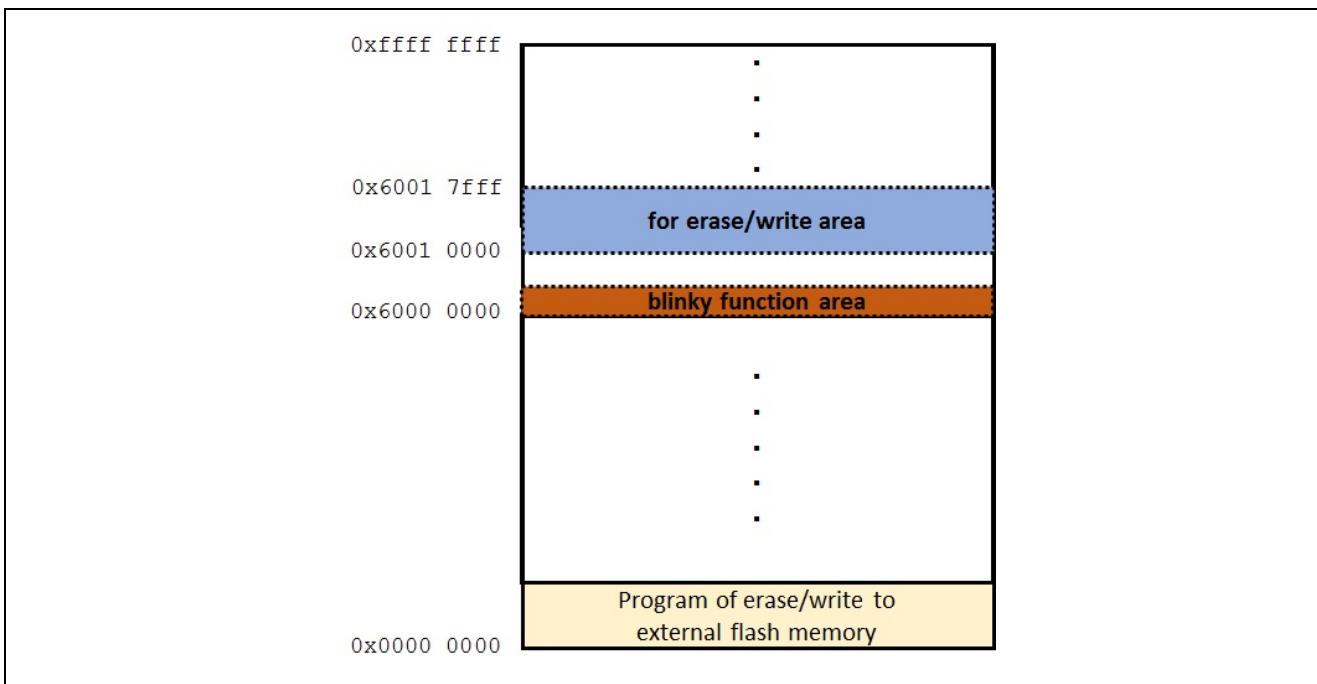 0xffff ffff
0x6001 7fff
for erase/write area
0x6001 0000
blinky function area
0x6000 0000
Program of erase/write to
external flash memory
0x0000 0000